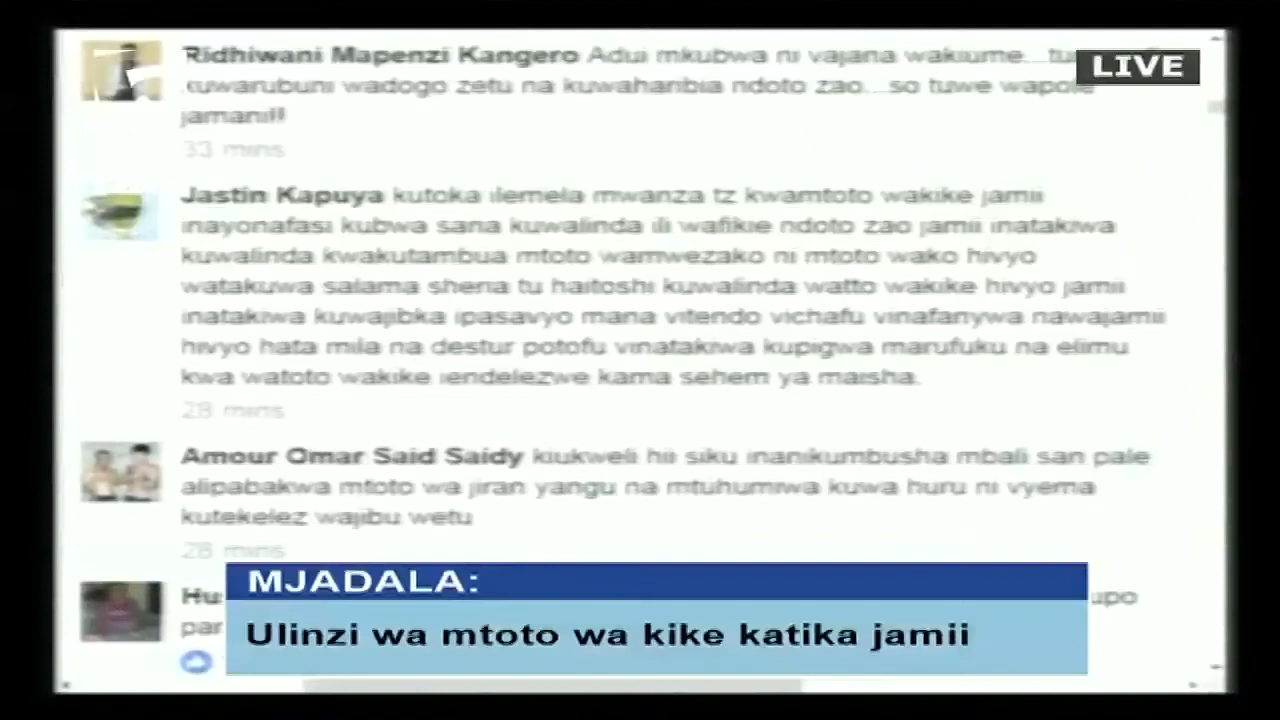 Ridhiwani Mapenzi Kangero Adui mkubwa ni vajana wakiume...
kuwarubuni wadogo zetu na kuwaharibia ndoto zao...so tuwe wapole
jamani!!
33 mins
LIVE
Jastin Kapuya kutoka ilemela mwanza tz kwamtoto wakike jamii
inayonafasi kubwa sana kuwalinda ili wafikie ndoto zao jamii inatakiwa
kuwalinda kwakutambua mtoto wamwezako ni mtoto wako hivyo
watakuwa salama sheria tu haitoshi kuwalinda watto wakike hivyo jamii
inatakiwa kuwajibka ipasavyo mana vitendo vichafu vinafanywa nawajamii
hivyo hata mila na destur potofu vinatakiwa kupigwa marufuku na elimu
kwa watoto wakike iendelezwe kama sehem ya maisha.
28 mins
Amour Omar Said Saidy kiukweli hii siku inanikumbusha mbali san pale
alipabakwa mtoto wa jiran yangu na mtuhumiwa kuwa huru ni vyema
kutekelez wajibu wetu
28 mins
MJADALA:
Ulinzi wa mtoto wa kike katika jamii